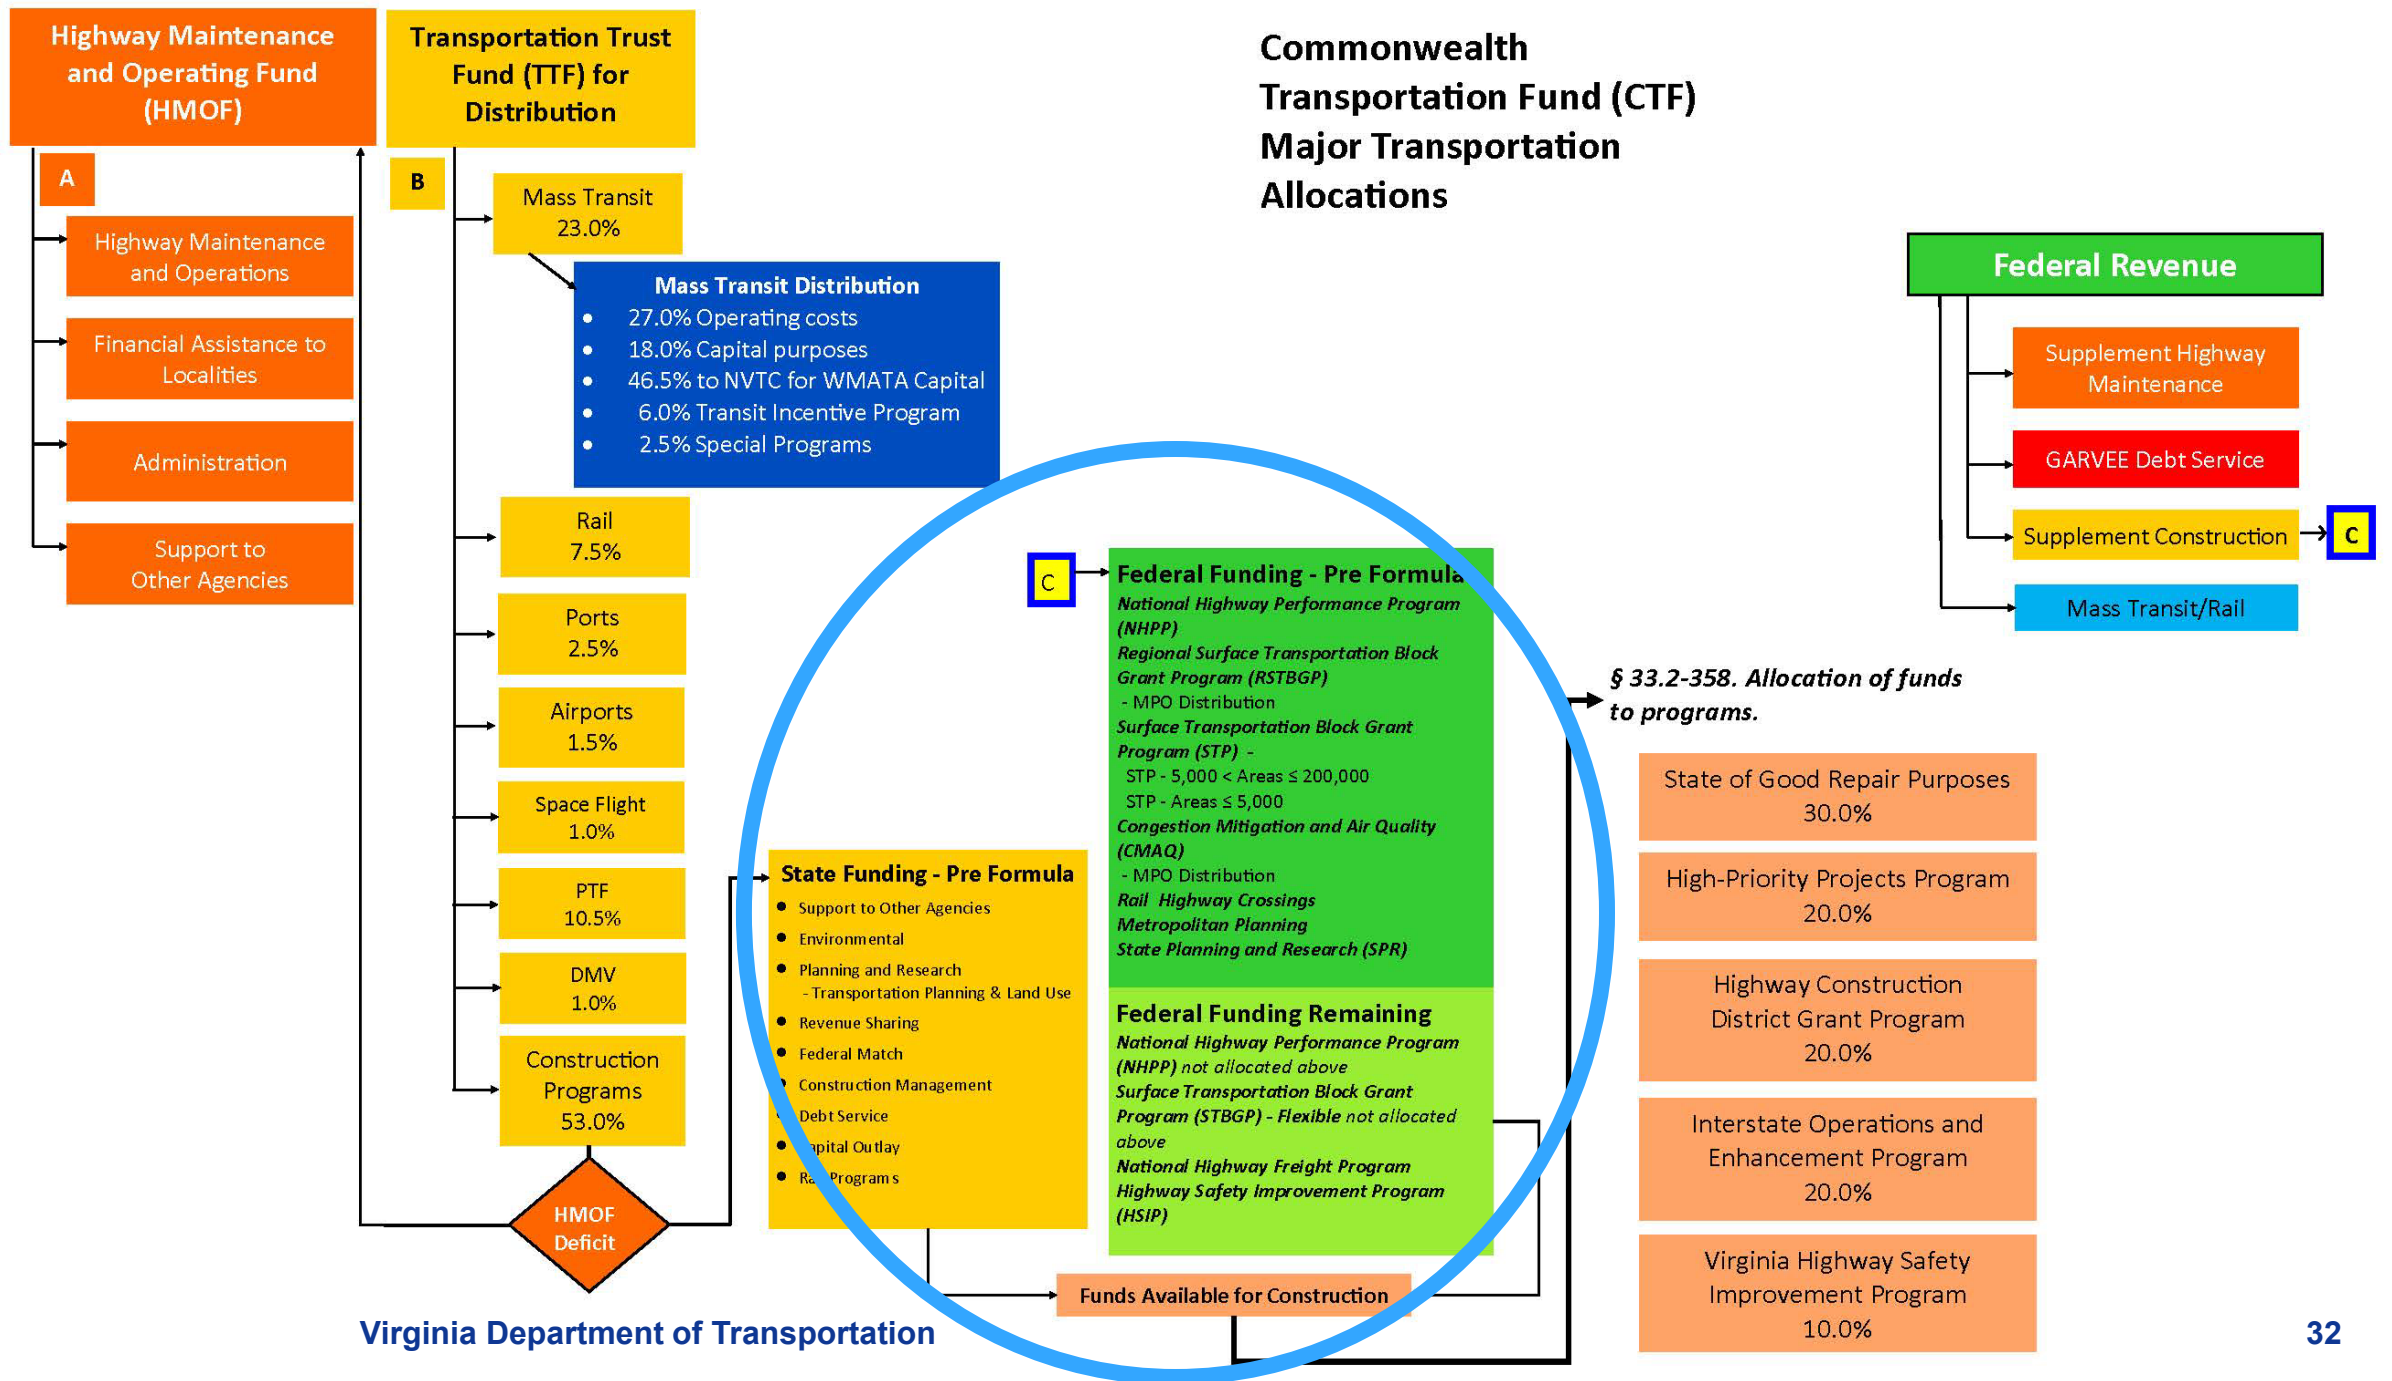 Highway Maintenance
and Operating Fund
(HMOF)
A
Highway Maintenance
and Operations
Financial Assistance to
Localities
Administration
Support to
Other Agencies
Transportation Trust
Fund (TTF) for
Distribution
B
Mass Transit
23.0%
Mass Transit Distribution
• 27.0% Operating costs
• 18.0% Capital purposes
• 46.5% to NVTC for WMATA Capital
• 6.0% Transit Incentive Program
• 2.5% Special Programs
Rail
7.5%
Ports
2.5%
Airports
1.5%
Space Flight
1.0%
PTF
10.5%
DMV
1.0%
Construction
Programs
53.0%
HMOF
Deficit
State Funding - Pre Formula
• Support to Other Agencies
• Environmental
• Planning and Research
- Transportation Planning & Land Use
• Revenue Sharing
• Federal Match
• Construction Management
• Debt Service
• Capital Outlay
• Rail Programs
Commonwealth
Transportation Fund (CTF)
Major Transportation
Allocations
C
Federal Funding - Pre Formula
National Highway Performance Program
(NHPP)
Regional Surface Transportation Block
Grant Program (RSTBGP)
- MPO Distribution
Surface Transportation Block Grant
Program (STP) -
STP - 5,000 < Areas ≤ 200,000
STP - Areas ≤ 5,000
Congestion Mitigation and Air Quality
(CMAQ)
- MPO Distribution
Rail Highway Crossings
Metropolitan Planning
State Planning and Research (SPR)
Federal Funding Remaining
National Highway Performance Program
(NHPP) not allocated above
Surface Transportation Block Grant
Program (STBGP) - Flexible not allocated
above
National Highway Freight Program
Highway Safety Improvement Program
(HSIP)
Funds Available for Construction
Federal Revenue
Supplement Highway
Maintenance
GARVEE Debt Service
Supplement Construction
C
Mass Transit/Rail
§ 33.2-358. Allocation of funds
to programs.
State of Good Repair Purposes
30.0%
High-Priority Projects Program
20.0%
Highway Construction
District Grant Program
20.0%
Interstate Operations and
Enhancement Program
20.0%
Virginia Highway Safety
Improvement Program
10.0%
Virginia Department of Transportation
32